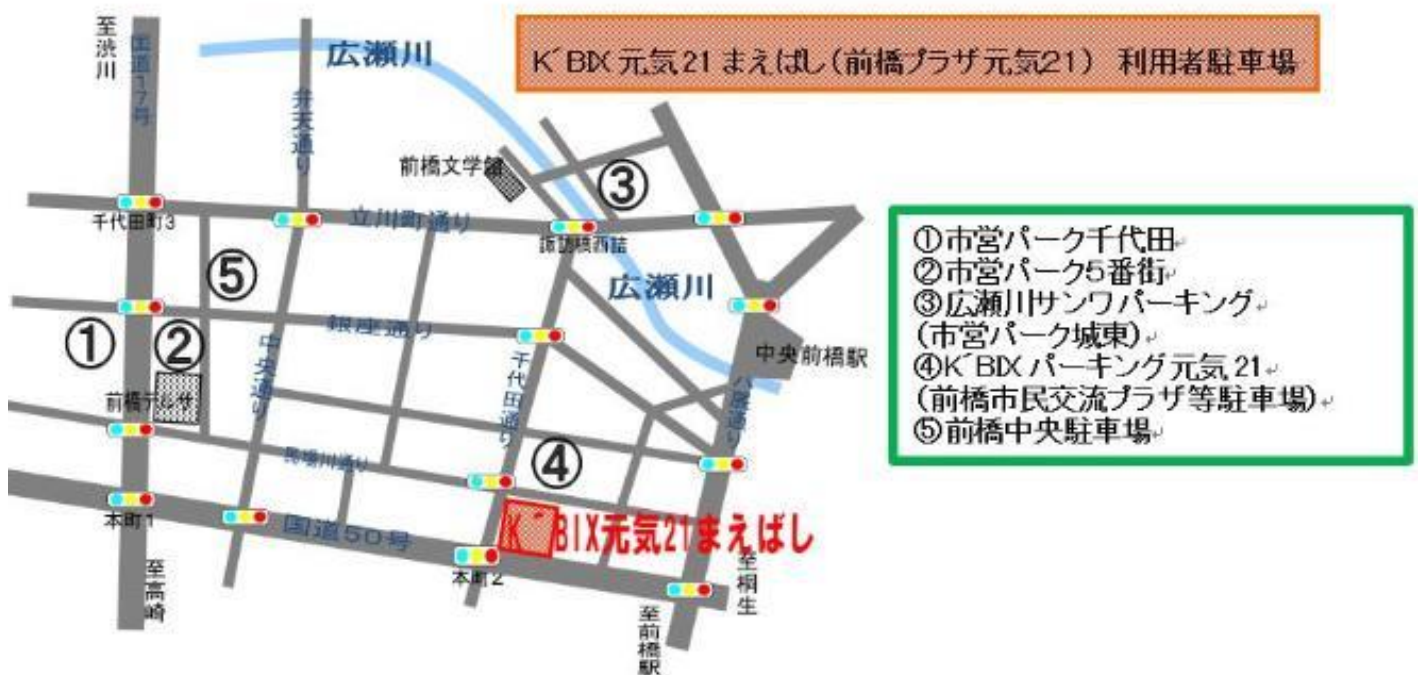 K´BIX元気21まえばし（前橋プラザ元気21） 利用者駐車場
至渋川
国道17号
弁天通り
広瀬川
前橋文学館
③
千代田町3
立川町通り
諏訪橋西詰
⑤
広瀬川
①
②
銀座通り
中央通り
千代田通り
中央前橋駅
八展通り
前橋テルサ
馬場川通り
④
本町1
国道50号
K´BIX元気21まえばし
本町2
至高崎
至前橋駅
至桐生
①市営パーク千代田
②市営パーク5番街
③広瀬川サンワパーキング
(市営パーク城東)
④K´BIXパーキング元気21
(前橋市民交流プラザ等駐車場)
⑤前橋中央駐車場